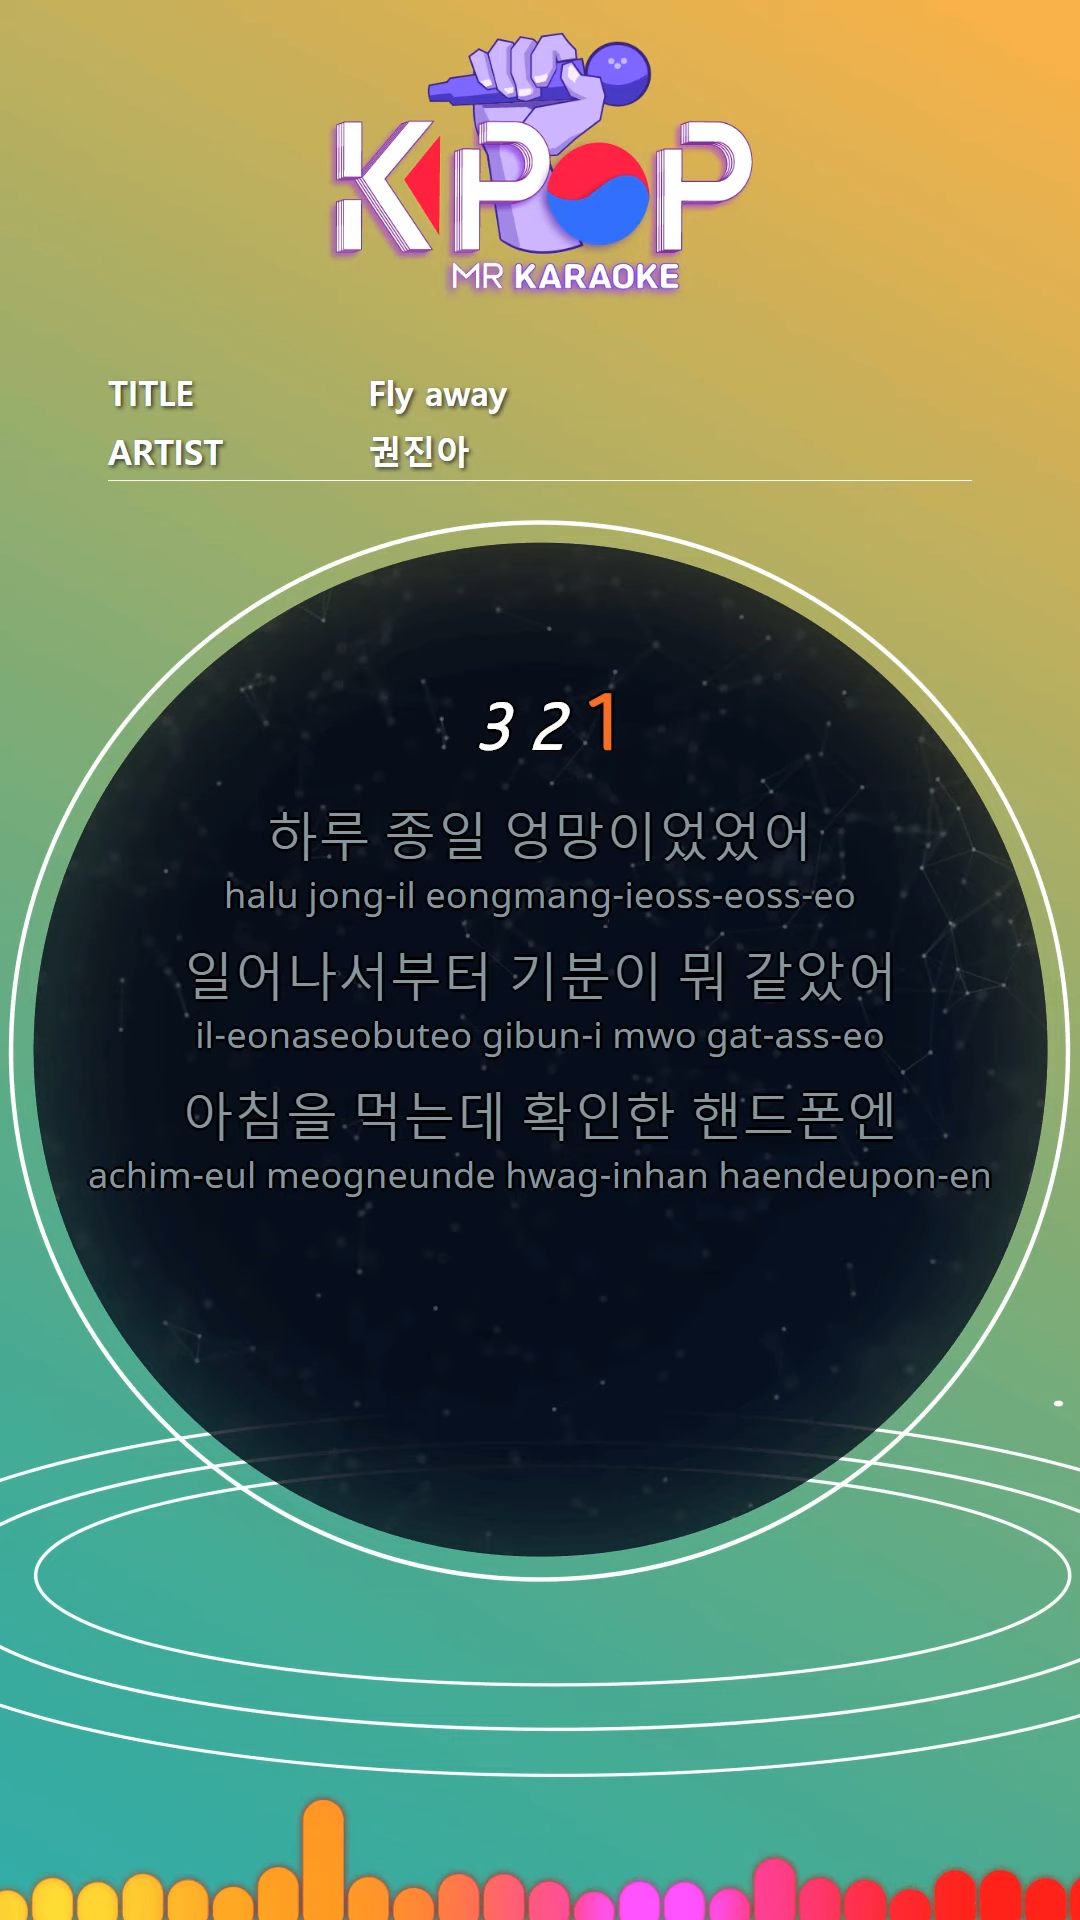 KPOP
MR KARAOKE
TITLE Fly away
ARTIST 권진아
3 2 1
하루 종일 엉망이었었어
halu jong-il eongmang-ieoss-eoss-eo
일어나서부터 기분이 뭐 같았어
il-eonaseobuteo gibun-i mwo gat-ass-eo
아침을 먹는데 확인한 핸드폰엔
achim-eul meogneunde hwag-inhan haendeupon-en